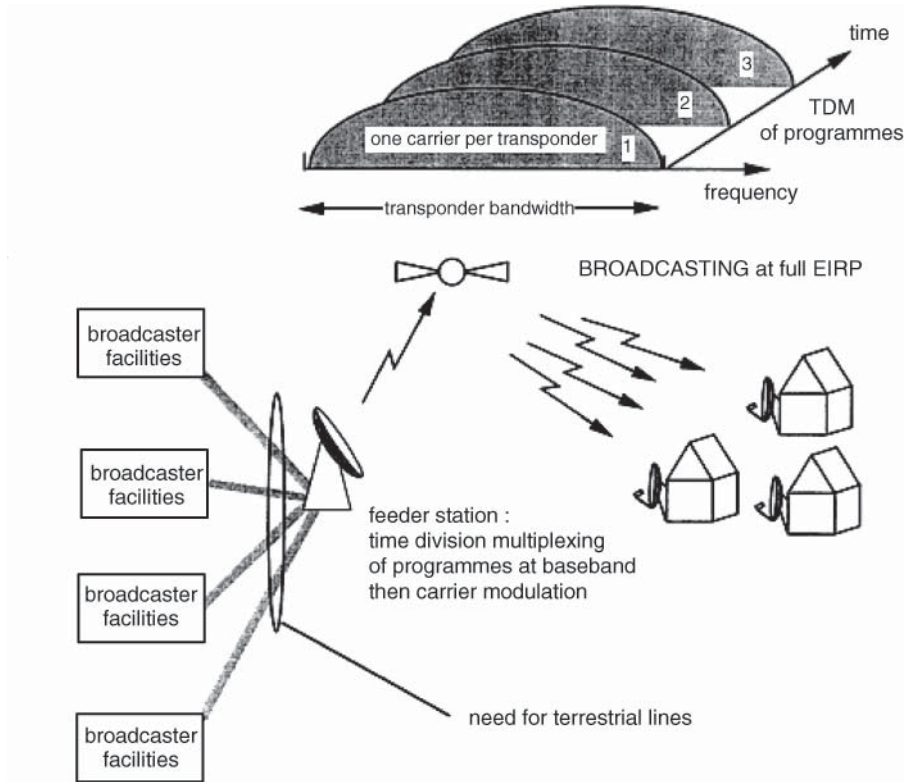 time
3
TDM
of programmes
2
one carrier per transponder
1
frequency
transponder bandwidth
BROADCASTING at full EIRP
broadcaster
facilities
broadcaster
facilities
feeder station :
time division multiplexing
of programmes at baseband
then carrier modulation
broadcaster
facilities
need for terrestrial lines
broadcaster
facilities